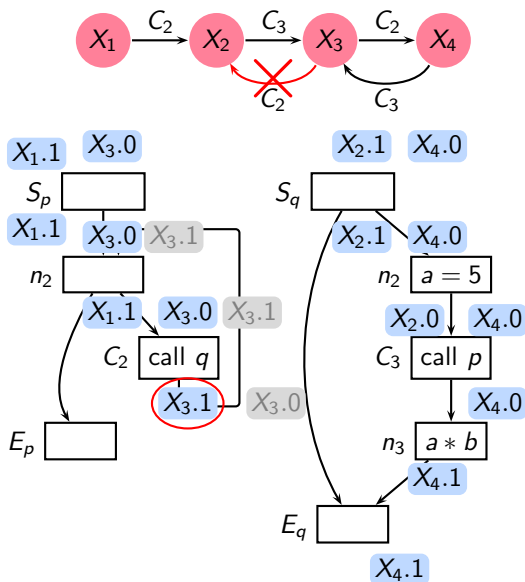 C₂ C₃ C₂
X₁ X₂ X₃ X₄
C₂ C₃
X₁.1 X₃.0 X₂.1 X₄.0
Sₚ S_q
X₁.1 X₃.0 X₃.1 X₂.1 X₄.0
n₂ n₂ a = 5
X₁.1 X₃.0 X₃.1 X₂.0 X₄.0
C₂ call q C₃ call p
X₃.1 X₃.0 X₄.0
Eₚ n₃ a ∗ b
X₄.1
E_q
X₄.1